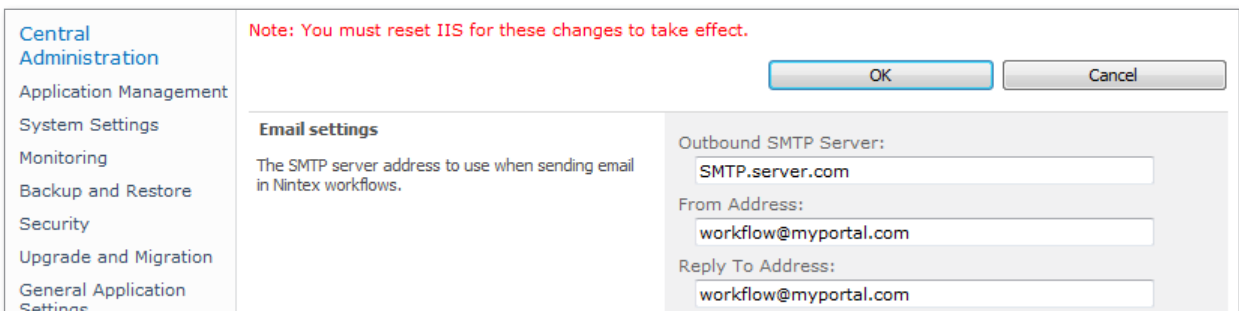 Central
Administration
Application Management
System Settings
Monitoring
Backup and Restore
Security
Upgrade and Migration
General Application
Settings
Note: You must reset IIS for these changes to take effect.
OK
Cancel
Email settings
The SMTP server address to use when sending email
in Nintex workflows.
Outbound SMTP Server:
SMTP.server.com
From Address:
workflow@myportal.com
Reply To Address:
workflow@myportal.com